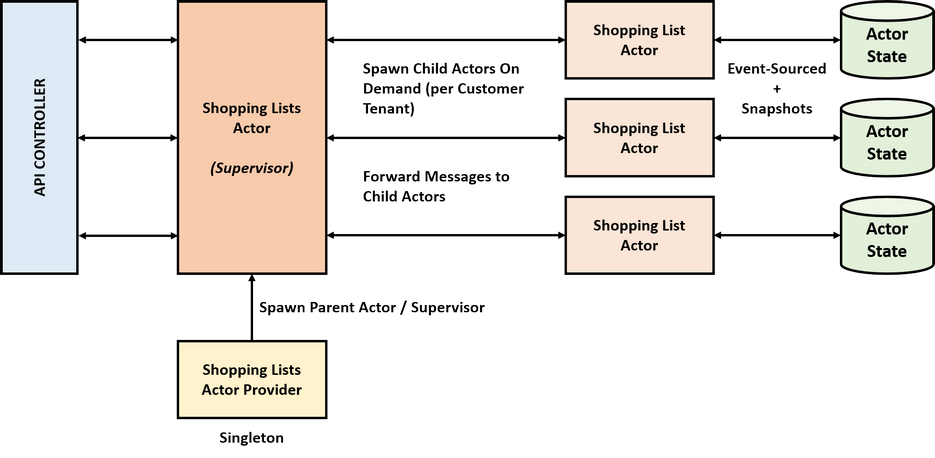 API CONTROLLER
Shopping Lists
Actor
(Supervisor)
Spawn Child Actors On
Demand (per Customer
Tenant)
Forward Messages to
Child Actors
Shopping List
Actor
Shopping List
Actor
Shopping List
Actor
Event-Sourced
+
Snapshots
Actor
State
Actor
State
Actor
State
Spawn Parent Actor / Supervisor
Shopping Lists
Actor Provider
Singleton